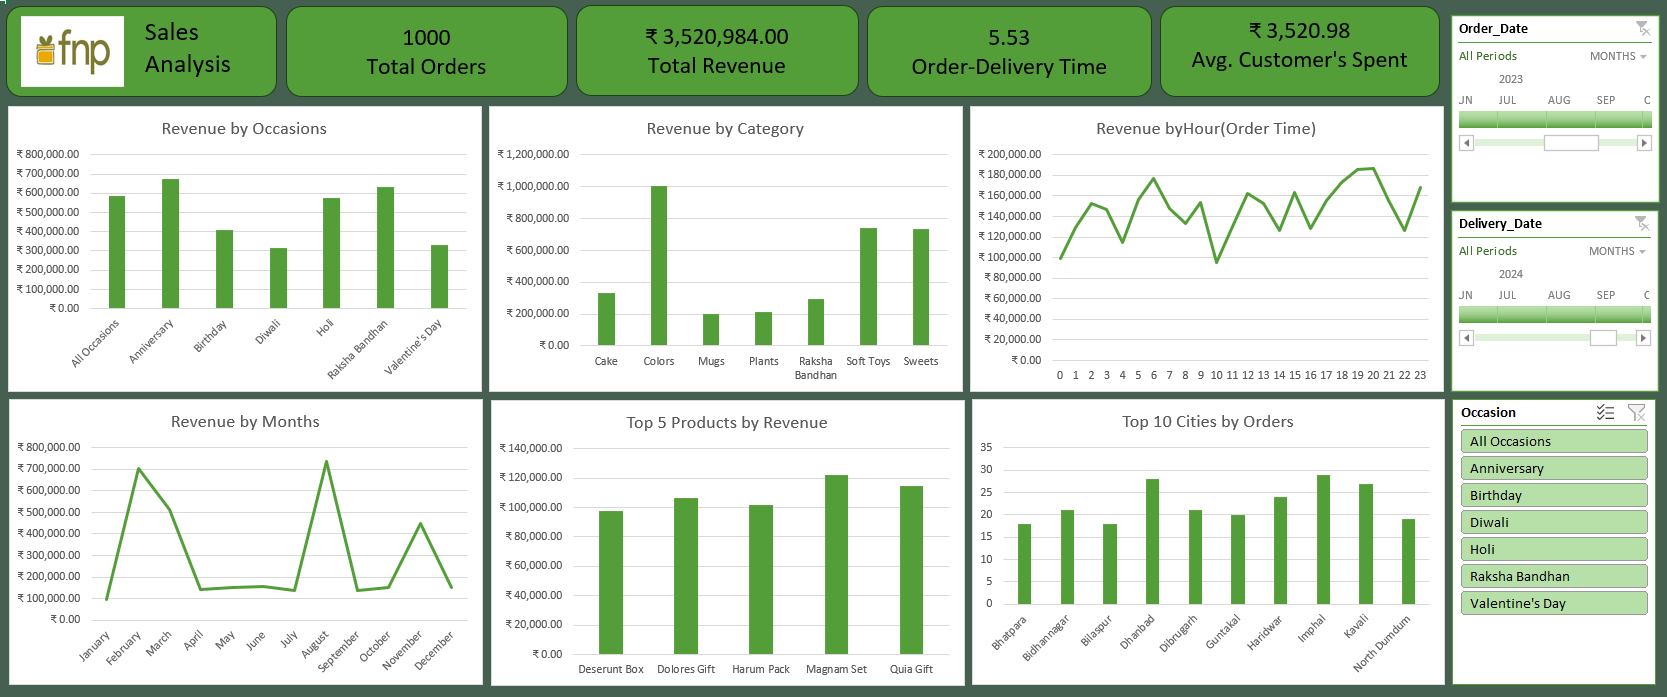 fnp
Sales
Analysis
1000
Total Orders
₹ 3,520,984.00
Total Revenue
5.53
Order-Delivery Time
₹ 3,520.98
Avg. Customer's Spent
Revenue by Occasions
₹ 800,000.00
₹ 700,000.00
₹ 600,000.00
₹ 500,000.00
₹ 400,000.00
₹ 300,000.00
₹ 200,000.00
₹ 100,000.00
₹ 0.00
All Occasions
Anniversary
Birthday
Diwali
Holi
Raksha Bandhan
Valentine's Day
Revenue by Category
₹ 1,200,000.00
₹ 1,000,000.00
₹ 800,000.00
₹ 600,000.00
₹ 400,000.00
₹ 200,000.00
₹ 0.00
Cake Colors Mugs Plants Raksha Bandhan Soft Toys Sweets
Revenue byHour(Order Time)
₹ 200,000.00
₹ 180,000.00
₹ 160,000.00
₹ 140,000.00
₹ 120,000.00
₹ 100,000.00
₹ 80,000.00
₹ 60,000.00
₹ 40,000.00
₹ 20,000.00
₹ 0.00
0 1 2 3 4 5 6 7 8 9 10 11 12 13 14 15 16 17 18 19 20 21 22 23
Order_Date
All Periods MONTHS
2023
JN JUL AUG SEP C
Delivery_Date
All Periods MONTHS
2024
JN JUL AUG SEP C
Revenue by Months
₹ 800,000.00
₹ 700,000.00
₹ 600,000.00
₹ 500,000.00
₹ 400,000.00
₹ 300,000.00
₹ 200,000.00
₹ 100,000.00
₹ 0.00
January
February
March
April
May
June
July
August
September
October
November
December
Top 5 Products by Revenue
₹ 140,000.00
₹ 120,000.00
₹ 100,000.00
₹ 80,000.00
₹ 60,000.00
₹ 40,000.00
₹ 20,000.00
₹ 0.00
Deserunt Box Dolores Gift Harum Pack Magnam Set Quia Gift
Top 10 Cities by Orders
35
30
25
20
15
10
5
0
Bhatpara
Bidhannagar
Bilaspur
Dhanbad
Dibrugarh
Guntakal
Haridwar
Imphal
Kavali
North Dumdum
Occasion
All Occasions
Anniversary
Birthday
Diwali
Holi
Raksha Bandhan
Valentine's Day